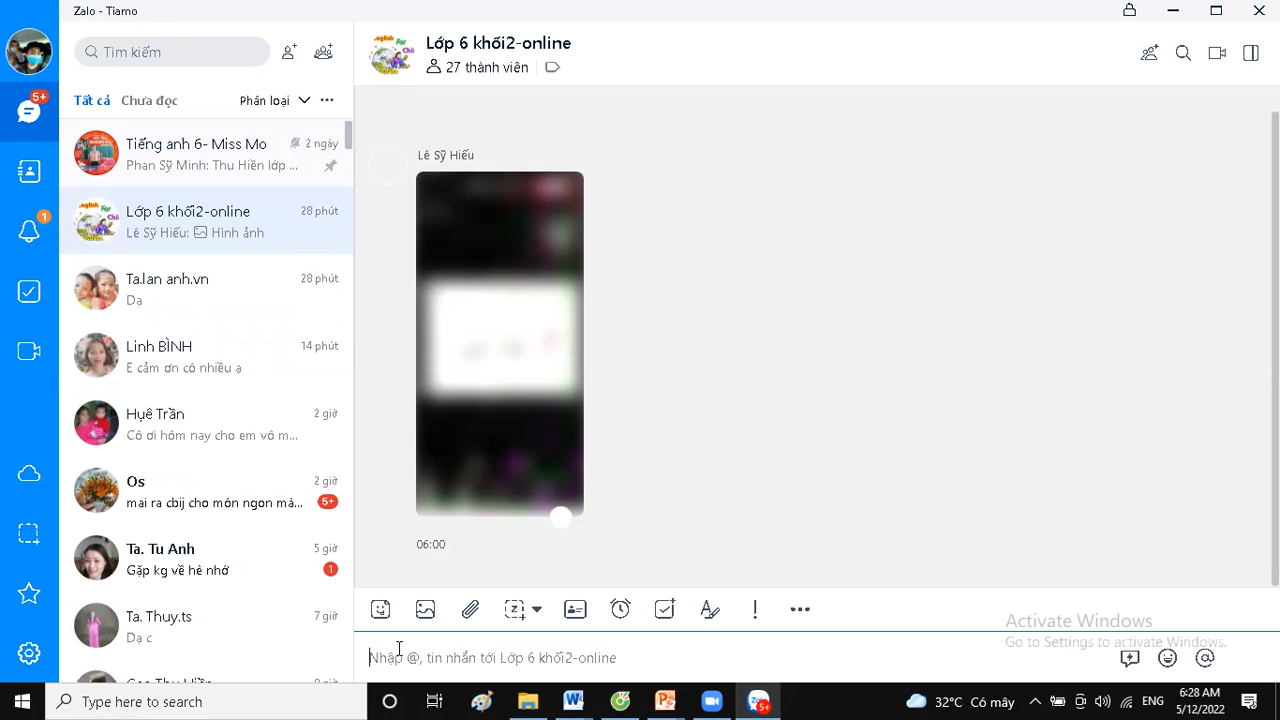 Zalo - Tiamo
Tìm kiếm
Tất cả Chưa đọc Phân loại
Tiếng anh 6- Miss Mo 2 ngày
Phan Sỹ Minh: Thu Hiền lớp ...
Lớp 6 khối2-online 28 phút
Lê Sỹ Hiếu: Hình ảnh
Ta.lan anh.vn 28 phút
Dạ
Linh BÌNH 14 phút
E cảm ơn cô nhiều ạ
Huê Trần 2 giờ
Cô ơi hôm nay cho em vô m...
Os 2 giờ
mai ra cbij cho món ngon mà... 5+
Ta. Tu Anh 5 giờ
Gặp kg về hè nhớ 1
Ta. Thuy.ts 7 giờ
Dạ c
5+
1
Lớp 6 khối2-online
27 thành viên
Lê Sỹ Hiếu
06:00
Nhập @, tin nhắn tới Lớp 6 khối2-online
Activate Windows
Go to Settings to activate Windows.
Type here to search
5+
32°C Có mây
ENG
6:28 AM
5/12/2022